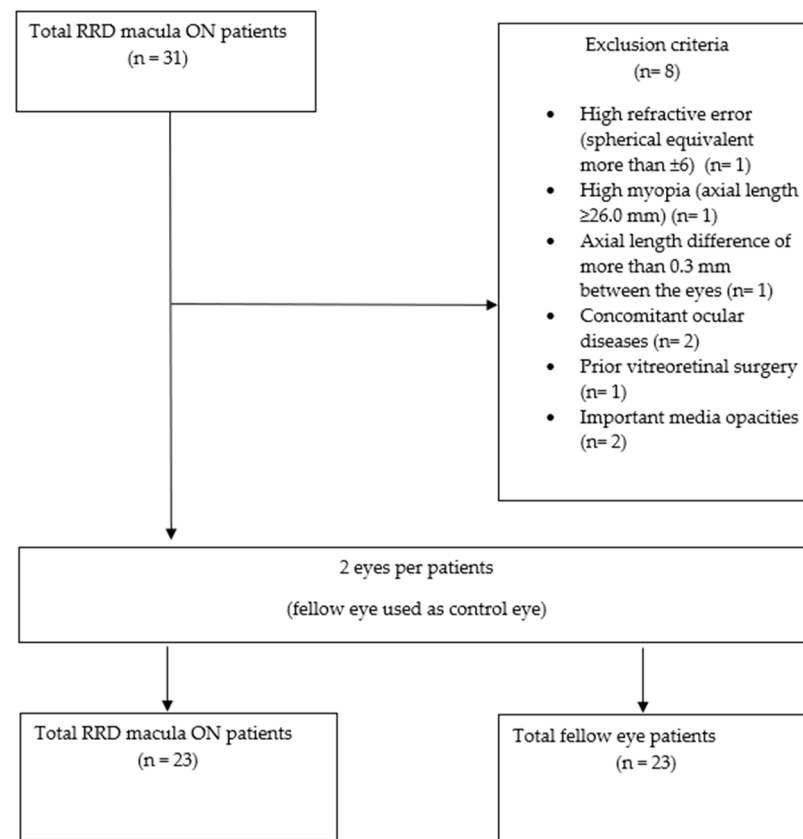 Total RRD macula ON patients
(n = 31)
Exclusion criteria
(n= 8)
• High refractive error
(spherical equivalent
more than ±6) (n= 1)
• High myopia (axial length
≥26.0 mm) (n= 1)
• Axial length difference of
more than 0.3 mm
between the eyes (n= 1)
• Concomitant ocular
diseases (n= 2)
• Prior vitreoretinal surgery
(n= 1)
• Important media opacities
(n= 2)
2 eyes per patients
(fellow eye used as control eye)
Total RRD macula ON patients
(n = 23)
Total fellow eye patients
(n = 23)